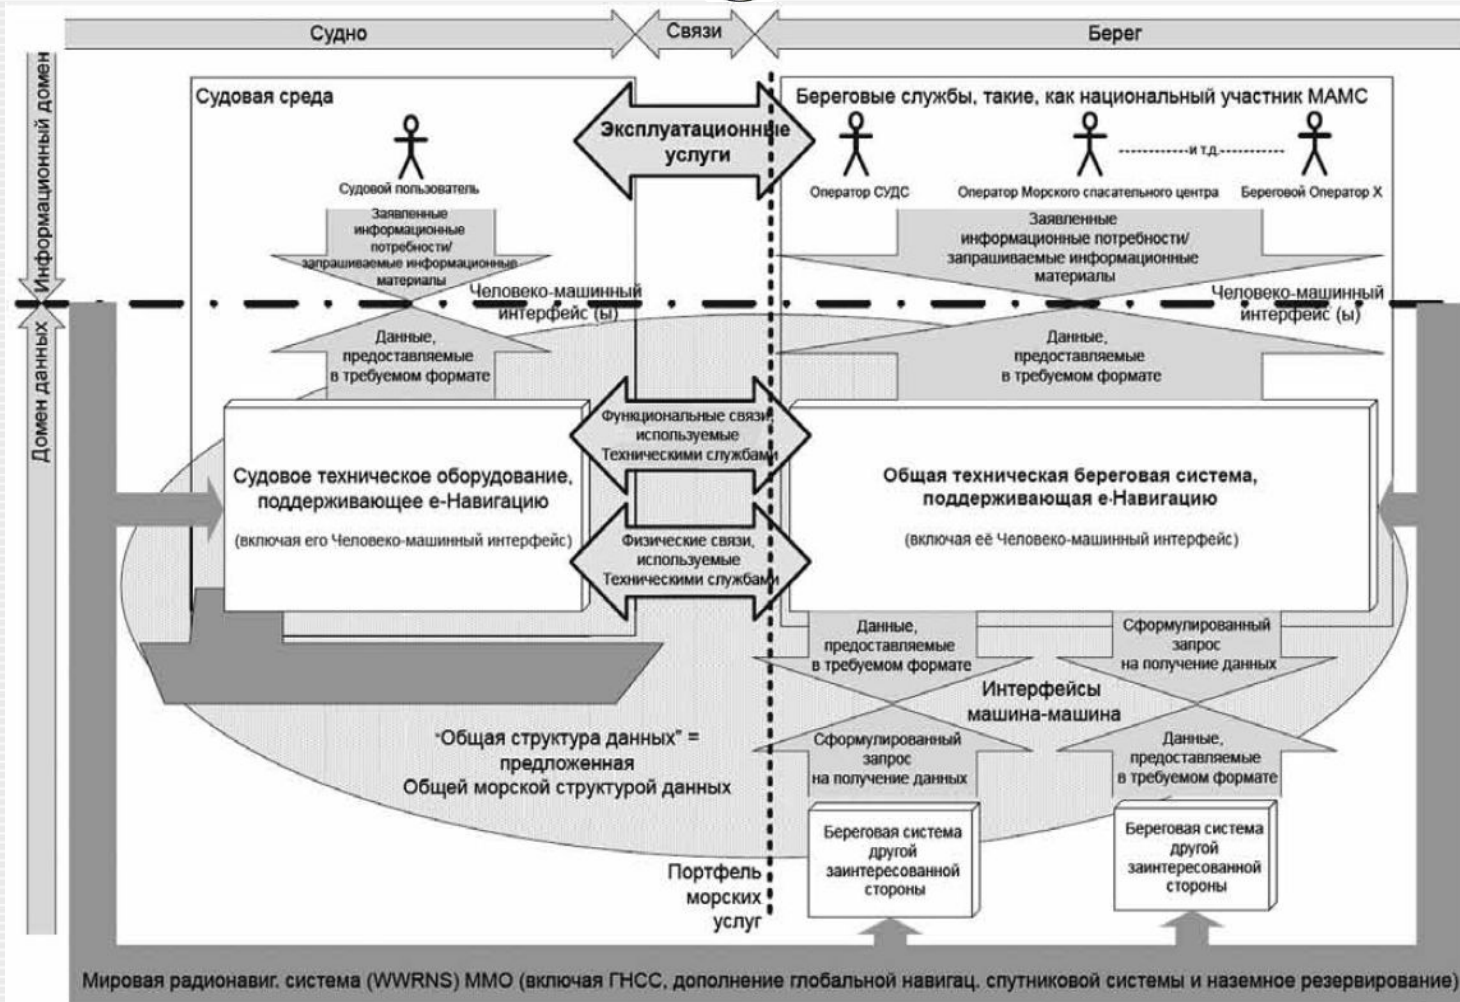 Судно
Связи
Берег
Информационный домен
Домен данных
Судовая среда
Судовой пользователь
Заявленные
информационные
потребности/
запрашиваемые информационные
материалы
Человеко-машинный
интерфейс (ы)
Данные,
предоставляемые
в требуемом формате
Судовое техническое оборудование,
поддерживающее е-Навигацию
(включая его Человеко-машинный интерфейс)
Эксплуатационные
услуги
Функциональные связи,
используемые
Техническими службами
Физические связи,
используемые
Техническими службами
Береговые службы, такие, как национальный участник МАМС
и т.д.
Оператор СУДС
Оператор Морского спасательного центра
Береговой Оператор Х
Заявленные
информационные потребности/
запрашиваемые информационные
материалы
Человеко-машинный
интерфейс (ы)
Данные,
предоставляемые
в требуемом формате
Общая техническая береговая система,
поддерживающая е-Навигацию
(включая её Человеко-машинный интерфейс)
Данные,
предоставляемые
в требуемом формате
Сформулированный
запрос
на получение данных
Интерфейсы
машина-машина
Сформулированный
запрос
на получение данных
Данные,
предоставляемые
в требуемом формате
"Общая структура данных" =
предложенная
Общей морской структурой данных
Береговая система
другой
заинтересованной
стороны
Береговая система
другой
заинтересованной
стороны
Портфель
морских
услуг
Мировая радионавиг. система (WWRNS) ММО (включая ГНСС, дополнение глобальной навигац. спутниковой системы и наземное резервирование)